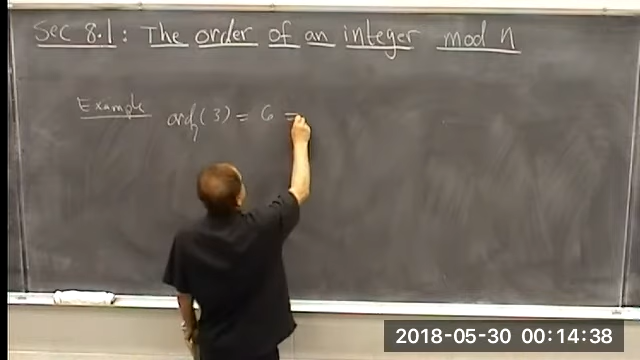 Sec 8.1: The order of an integer mod n
Example ord₇(3) = 6 =
2018-05-30 00:14:38